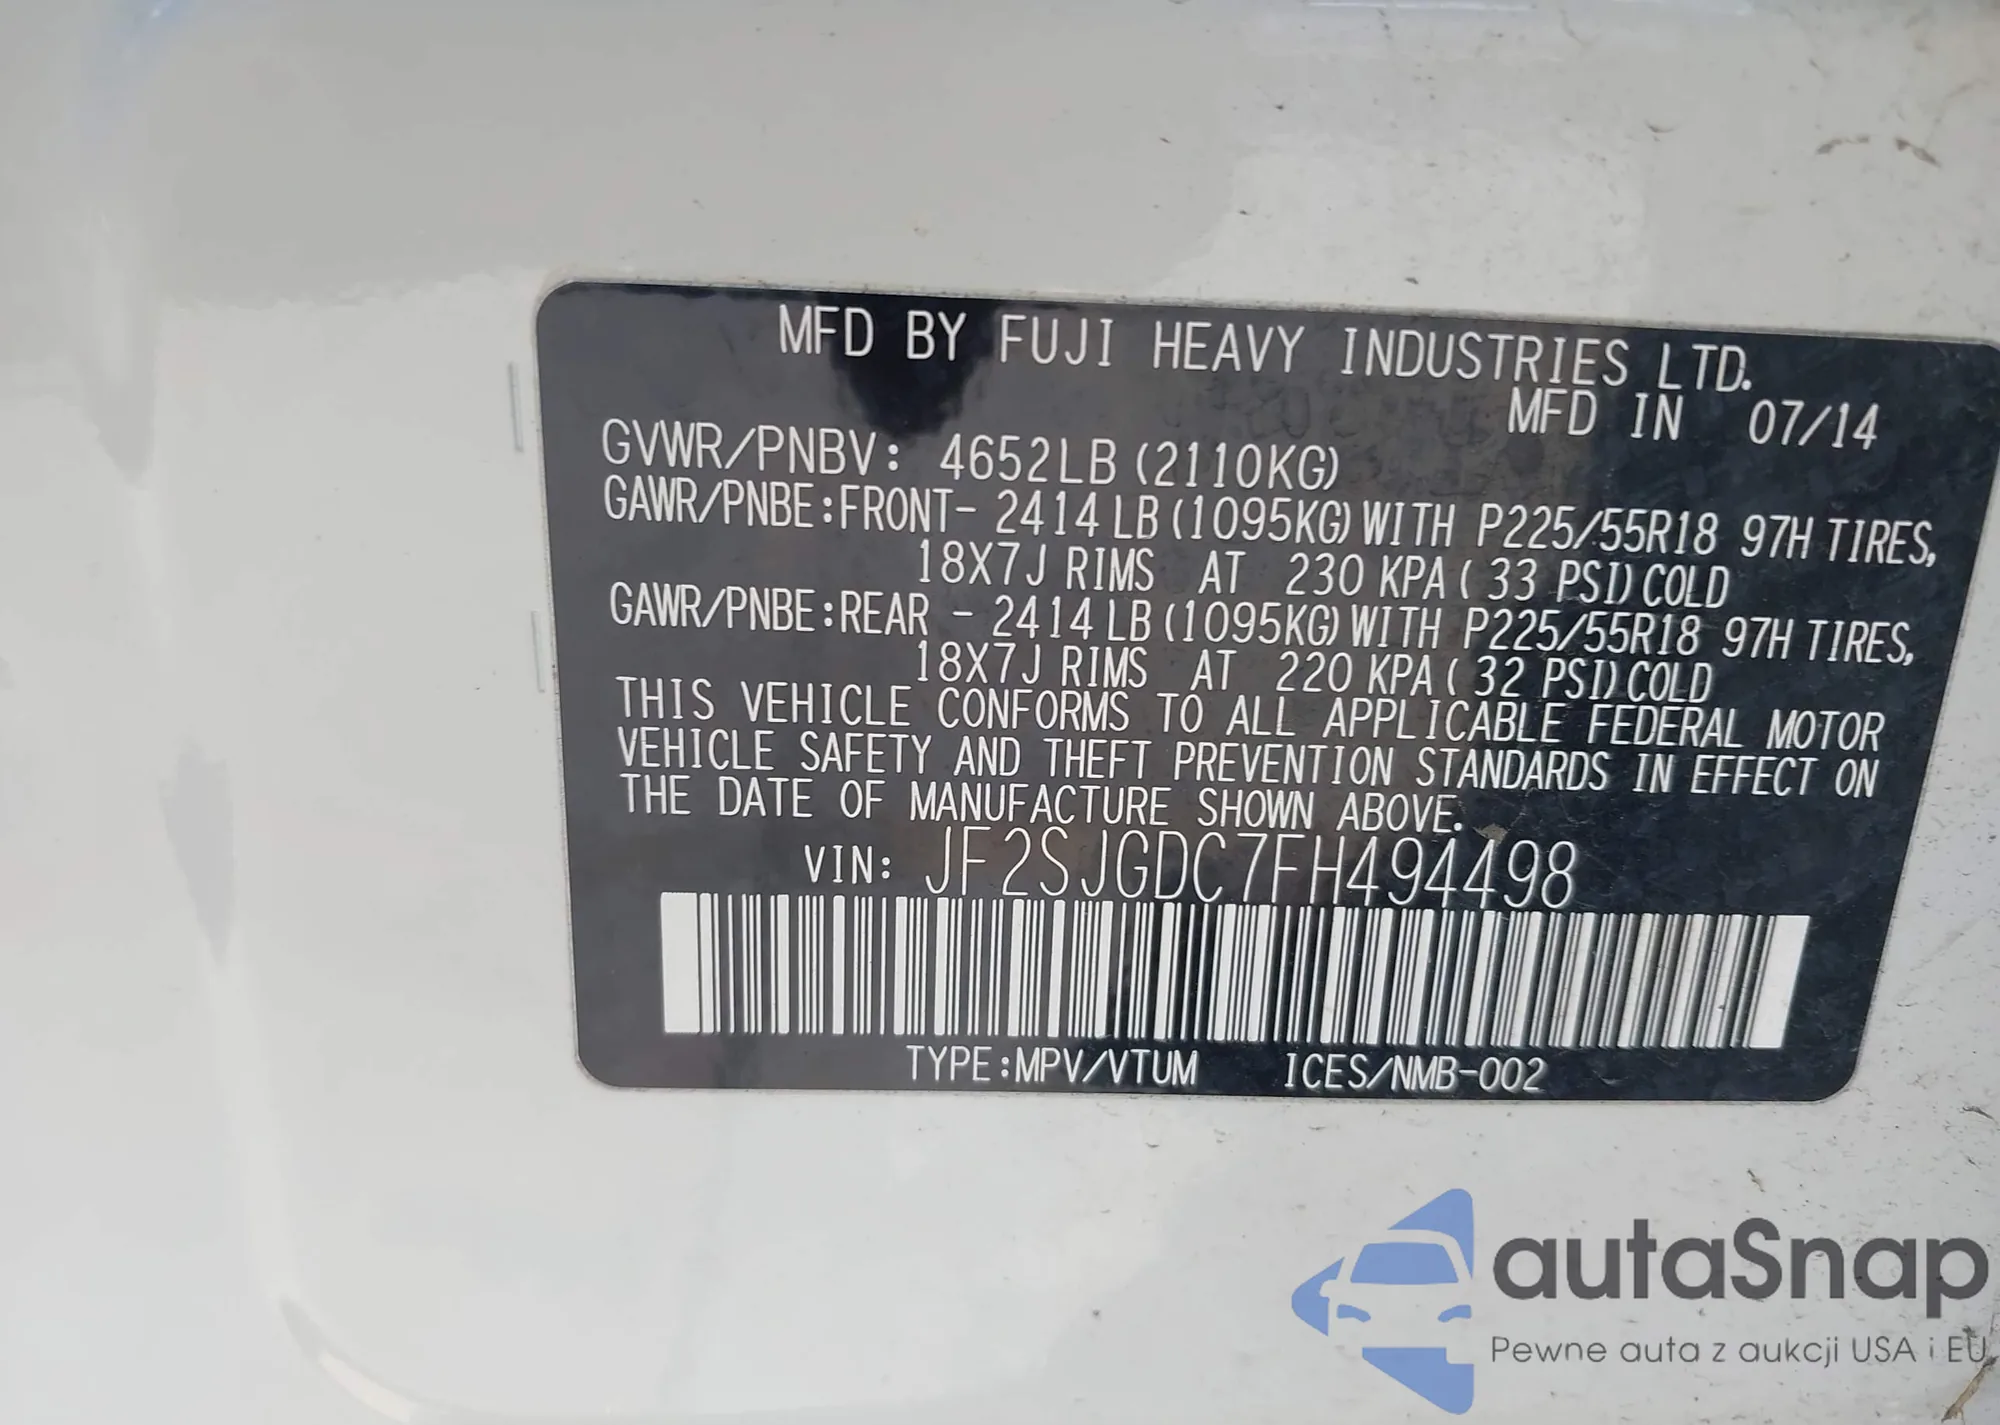 MFD BY FUJI HEAVY INDUSTRIES LTD.
MFD IN 07/14
GVWR/PNBV: 4652LB (2110KG)
GAWR/PNBE:FRONT- 2414 LB (1095KG) WITH P225/55R18 97H TIRES,
18X7J RIMS AT 230 KPA ( 33 PSI) COLD
GAWR/PNBE:REAR - 2414 LB (1095KG) WITH P225/55R18 97H TIRES,
18X7J RIMS AT 220 KPA ( 32 PSI) COLD
THIS VEHICLE CONFORMS TO ALL APPLICABLE FEDERAL MOTOR
VEHICLE SAFETY AND THEFT PREVENTION STANDARDS IN EFFECT ON
THE DATE OF MANUFACTURE SHOWN ABOVE.
VIN: JF2SJGDC7FH494498
TYPE:MPV/VTUM ICES/NMB-002
autaSnap
Pewne auta z aukcji USA i EU